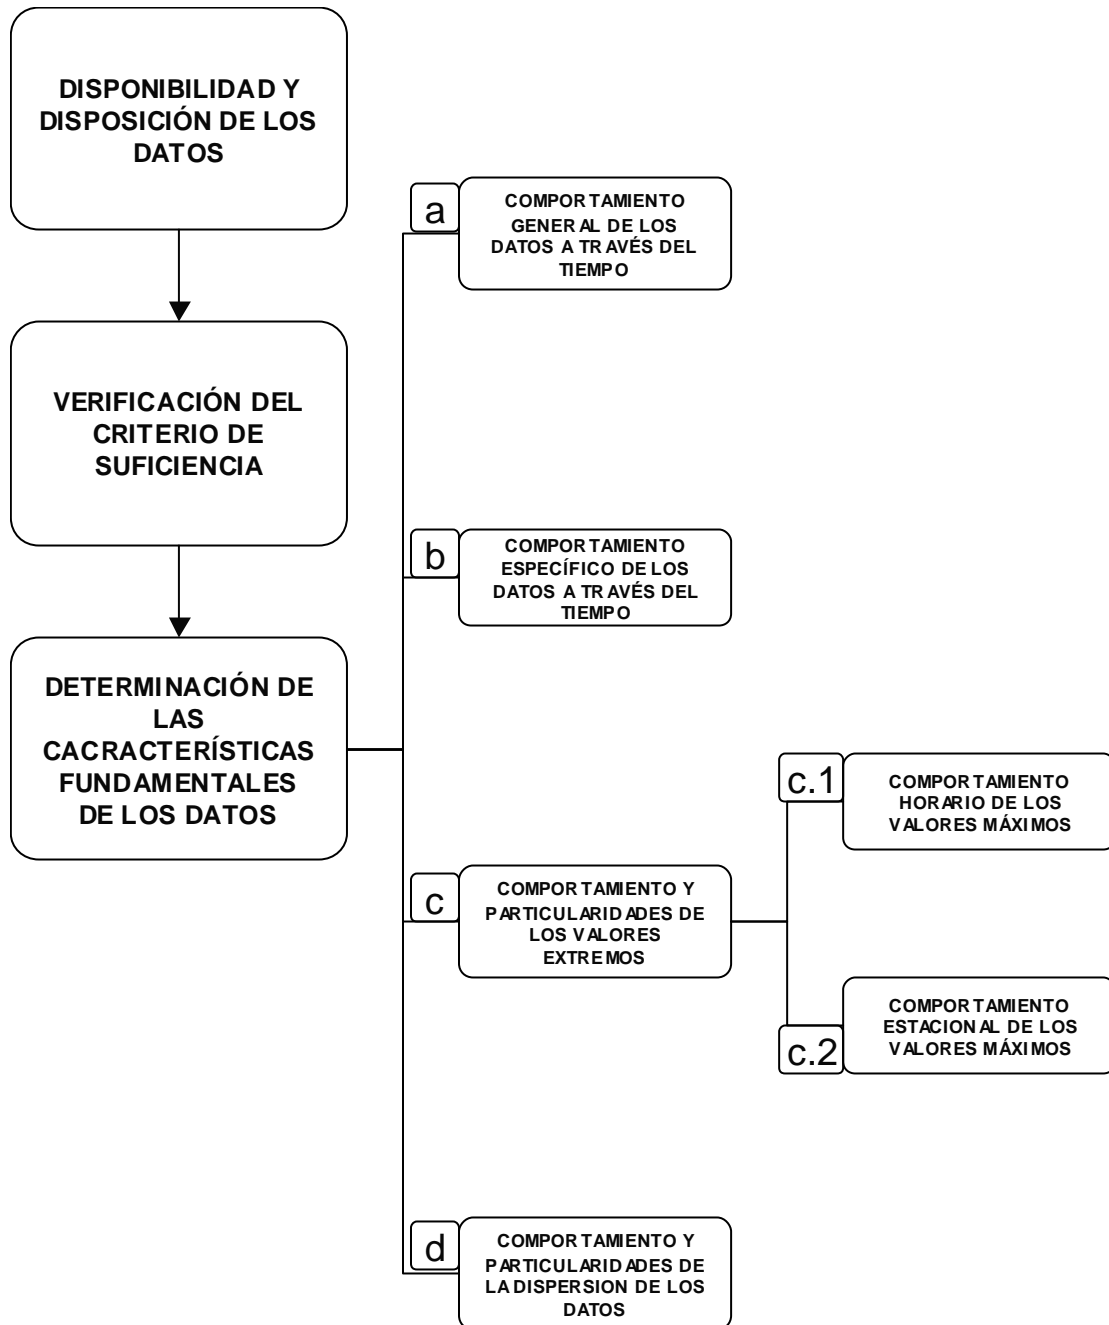 DISPONIBILIDAD Y
DISPOSICIÓN DE LOS
DATOS
VERIFICACIÓN DEL
CRITERIO DE
SUFICIENCIA
DETERMINACIÓN DE
LAS
CACRACTERÍSTICAS
FUNDAMENTALES
DE LOS DATOS
a
COMPORTAMIENTO
GENERAL DE LOS
DATOS A TRAVÉS DEL
TIEMPO
b
COMPORTAMIENTO
ESPECÍFICO DE LOS
DATOS A TRAVÉS DEL
TIEMPO
c
COMPORTAMIENTO Y
PARTICULARIDADES DE
LOS VALORES
EXTREMOS
c.1
COMPORTAMIENTO
HORARIO DE LOS
VALORES MÁXIMOS
c.2
COMPORTAMIENTO
ESTACIONAL DE LOS
VALORES MÁXIMOS
d
COMPORTAMIENTO Y
PARTICULARIDADES DE
LA DISPERSION DE LOS
DATOS